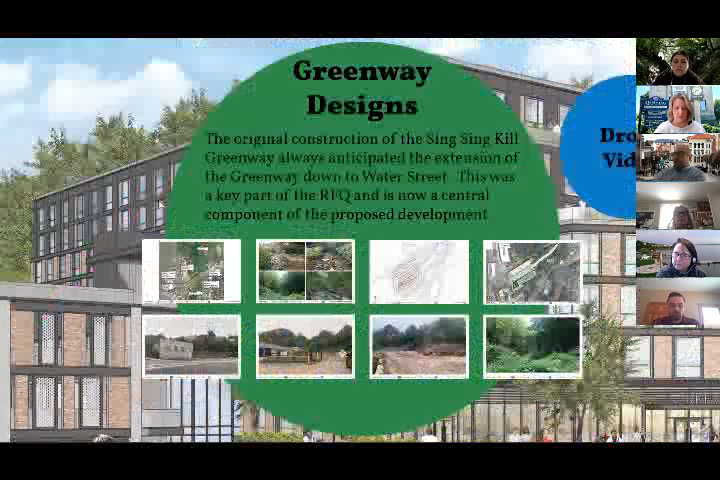 Greenway
Designs
The original construction of the Sing Sing Kill
Greenway always anticipated the extension of
the Greenway down to Water Street. This was
a key part of the RFQ and is now a central
component of the proposed development.
Dro
Vid